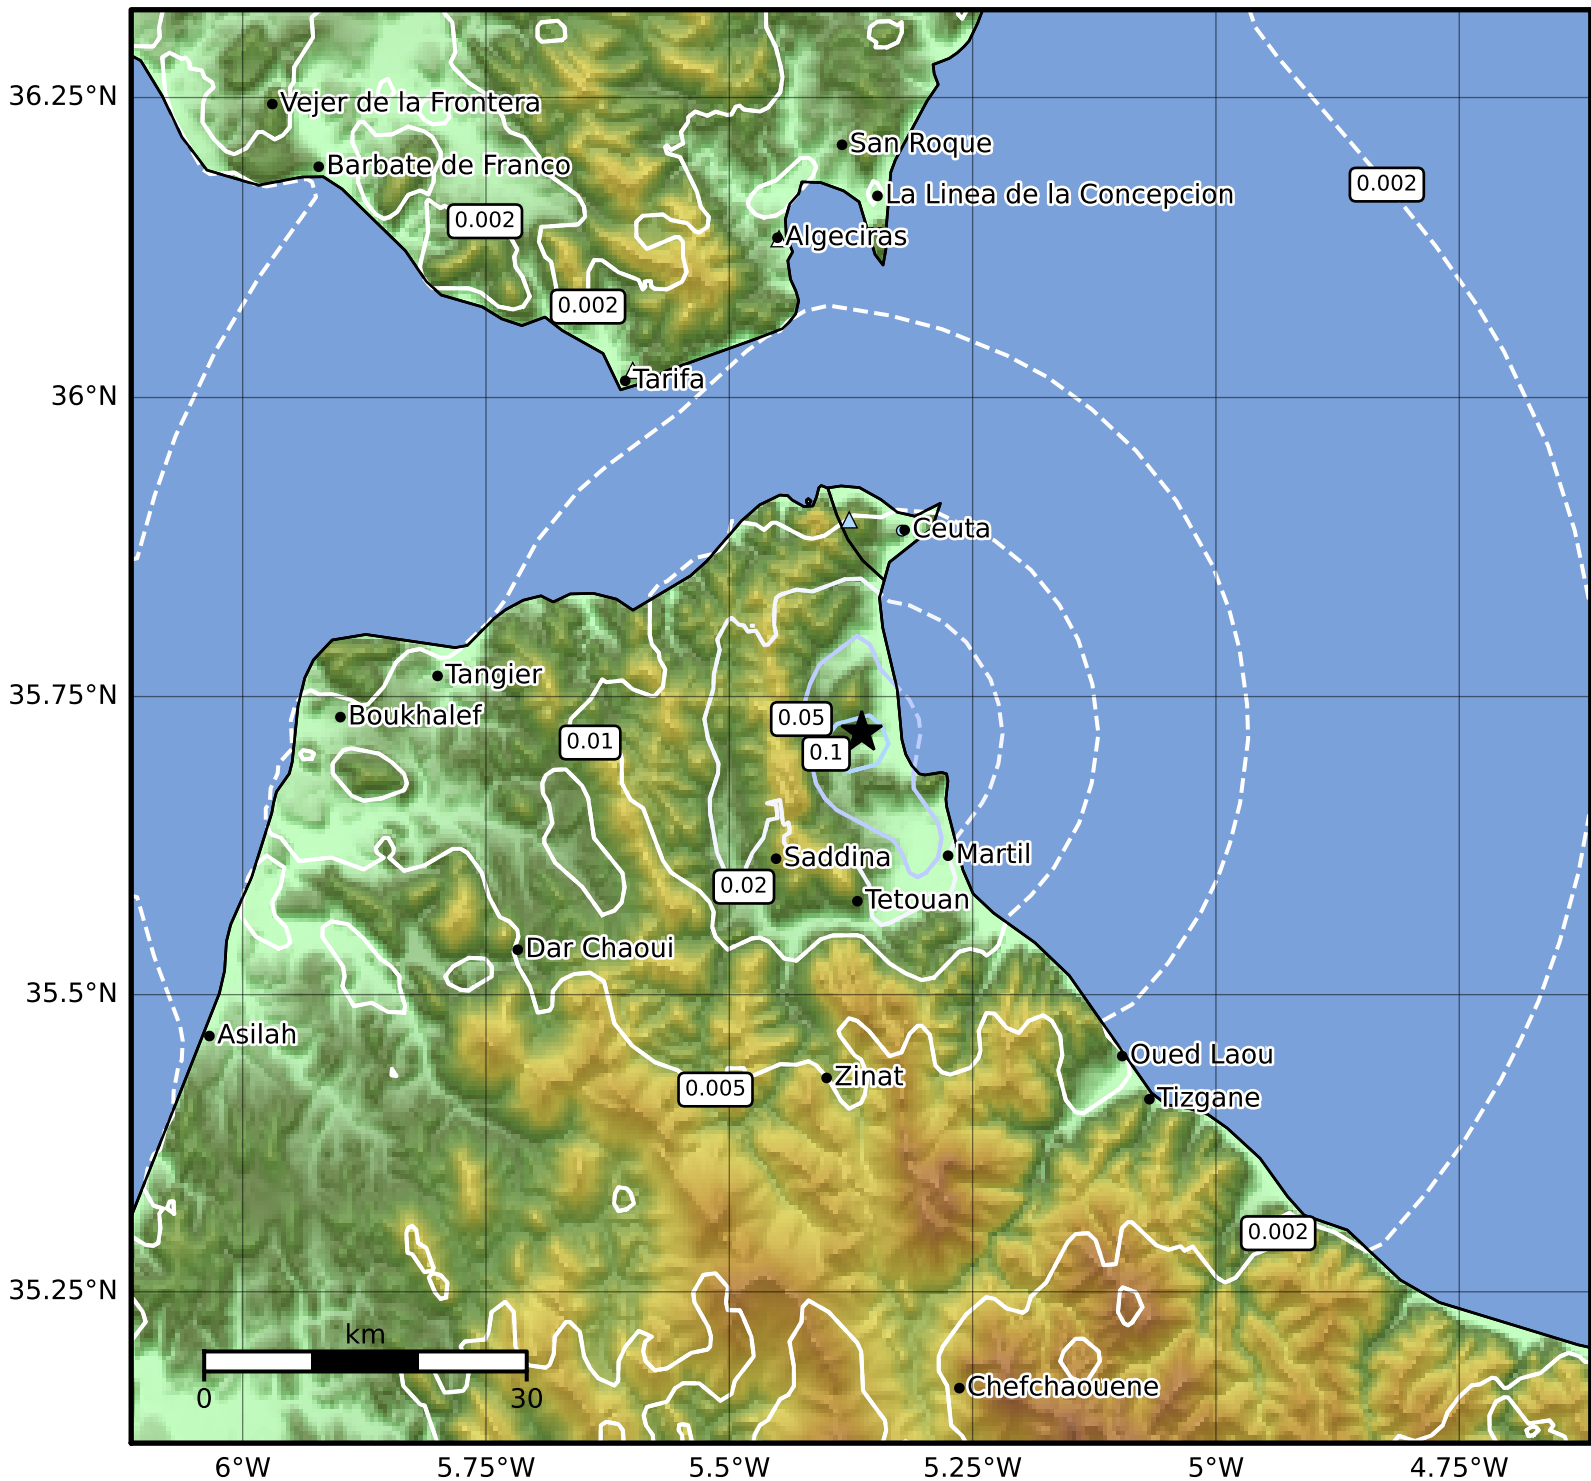 36.25°N
Vejer de la Frontera
San Roque
Barbate de Franco
0.002
La Linea de la Concepcion
0.002
Algeciras
0.002
Tarifa
36°N
Ceuta
Tangier
35.75°N
Boukhalef
0.05
0.01
0.1
Saddina
Martil
0.02
Tetouan
Dar Chaoui
35.5°N
Asilah
Oued Laou
Zinat
0.005
Tizgane
0.002
35.25°N
km
0
30
Chefchaouene
6°W
5.75°W
5.5°W
5.25°W
5°W
4.75°W